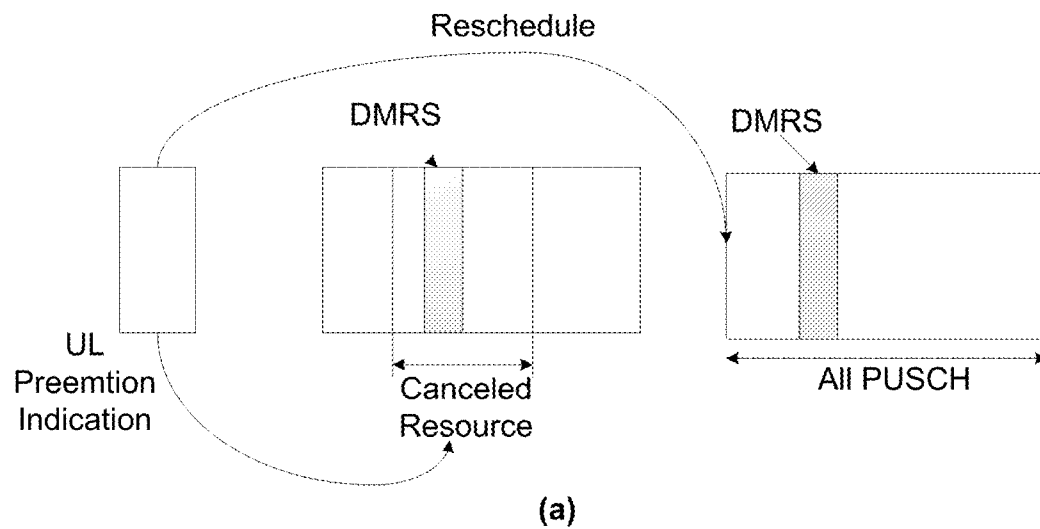 Reschedule
DMRS
DMRS
UL
Preemtion
Indication
Canceled
Resource
All PUSCH
(a)